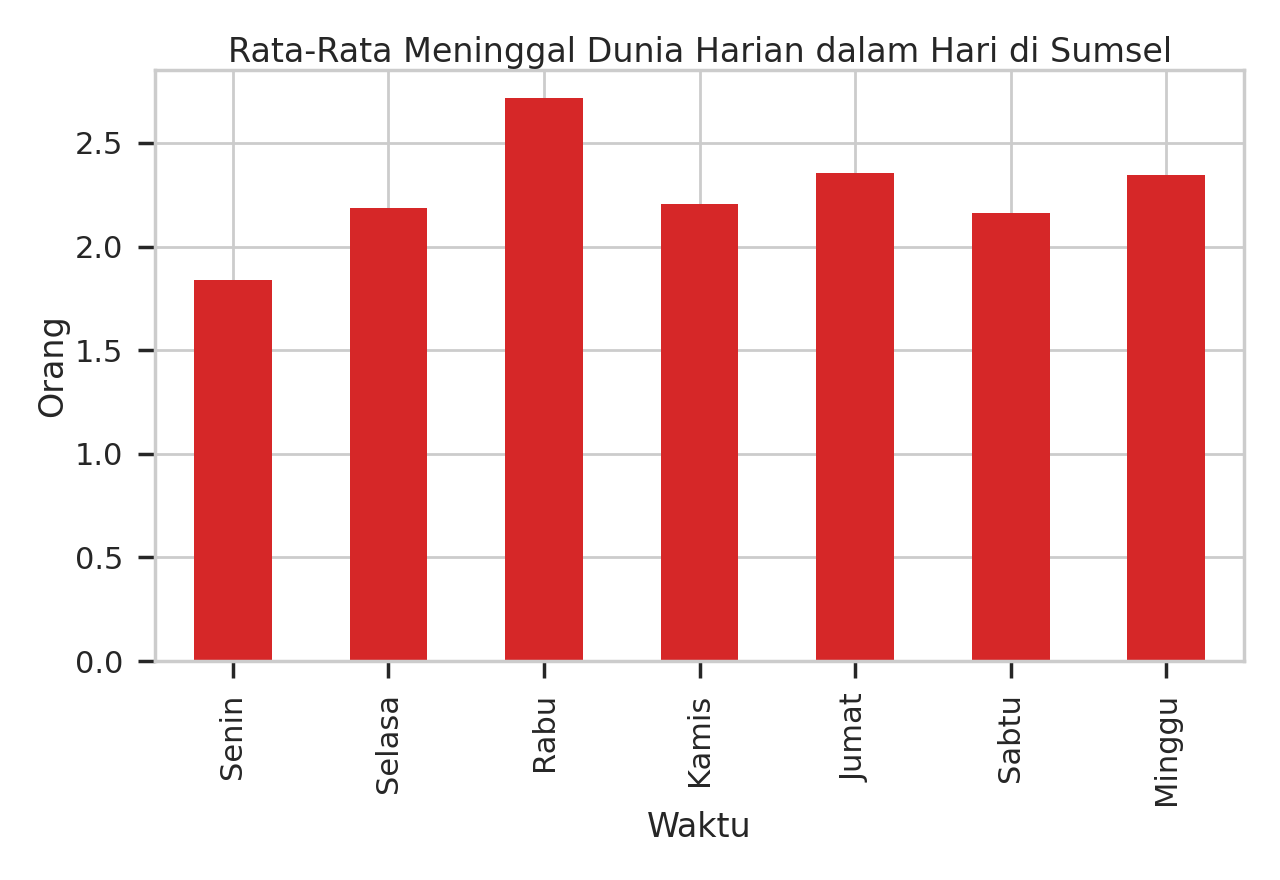 Rata-Rata Meninggal Dunia Harian dalam Hari di Sumsel
Orang
2.5
2.0
1.5
1.0
0.5
0.0
Senin
Selasa
Rabu
Kamis
Jumat
Sabtu
Minggu
Waktu